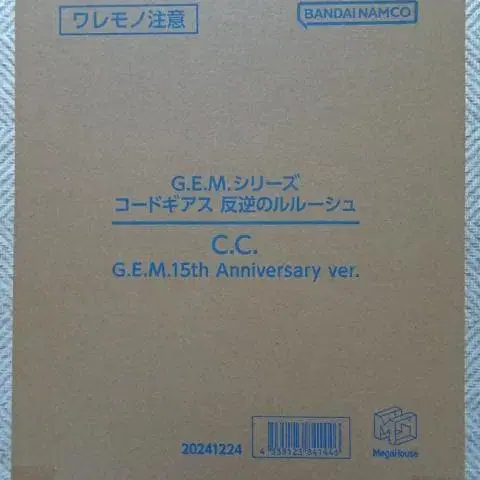 ワレモノ注意
BANDAI NAMCO
G.E.M.シリーズ
コードギアス 反逆のルルーシュ
C.C.
G.E.M.15th Anniversary ver.
20241224
MegaHouse